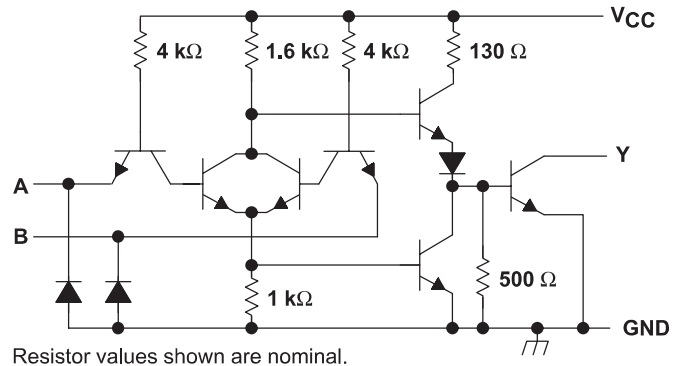 VCC
4 kΩ 1.6 kΩ 4 kΩ 130 Ω
Y
A
B
500 Ω
1 kΩ
GND
Resistor values shown are nominal.